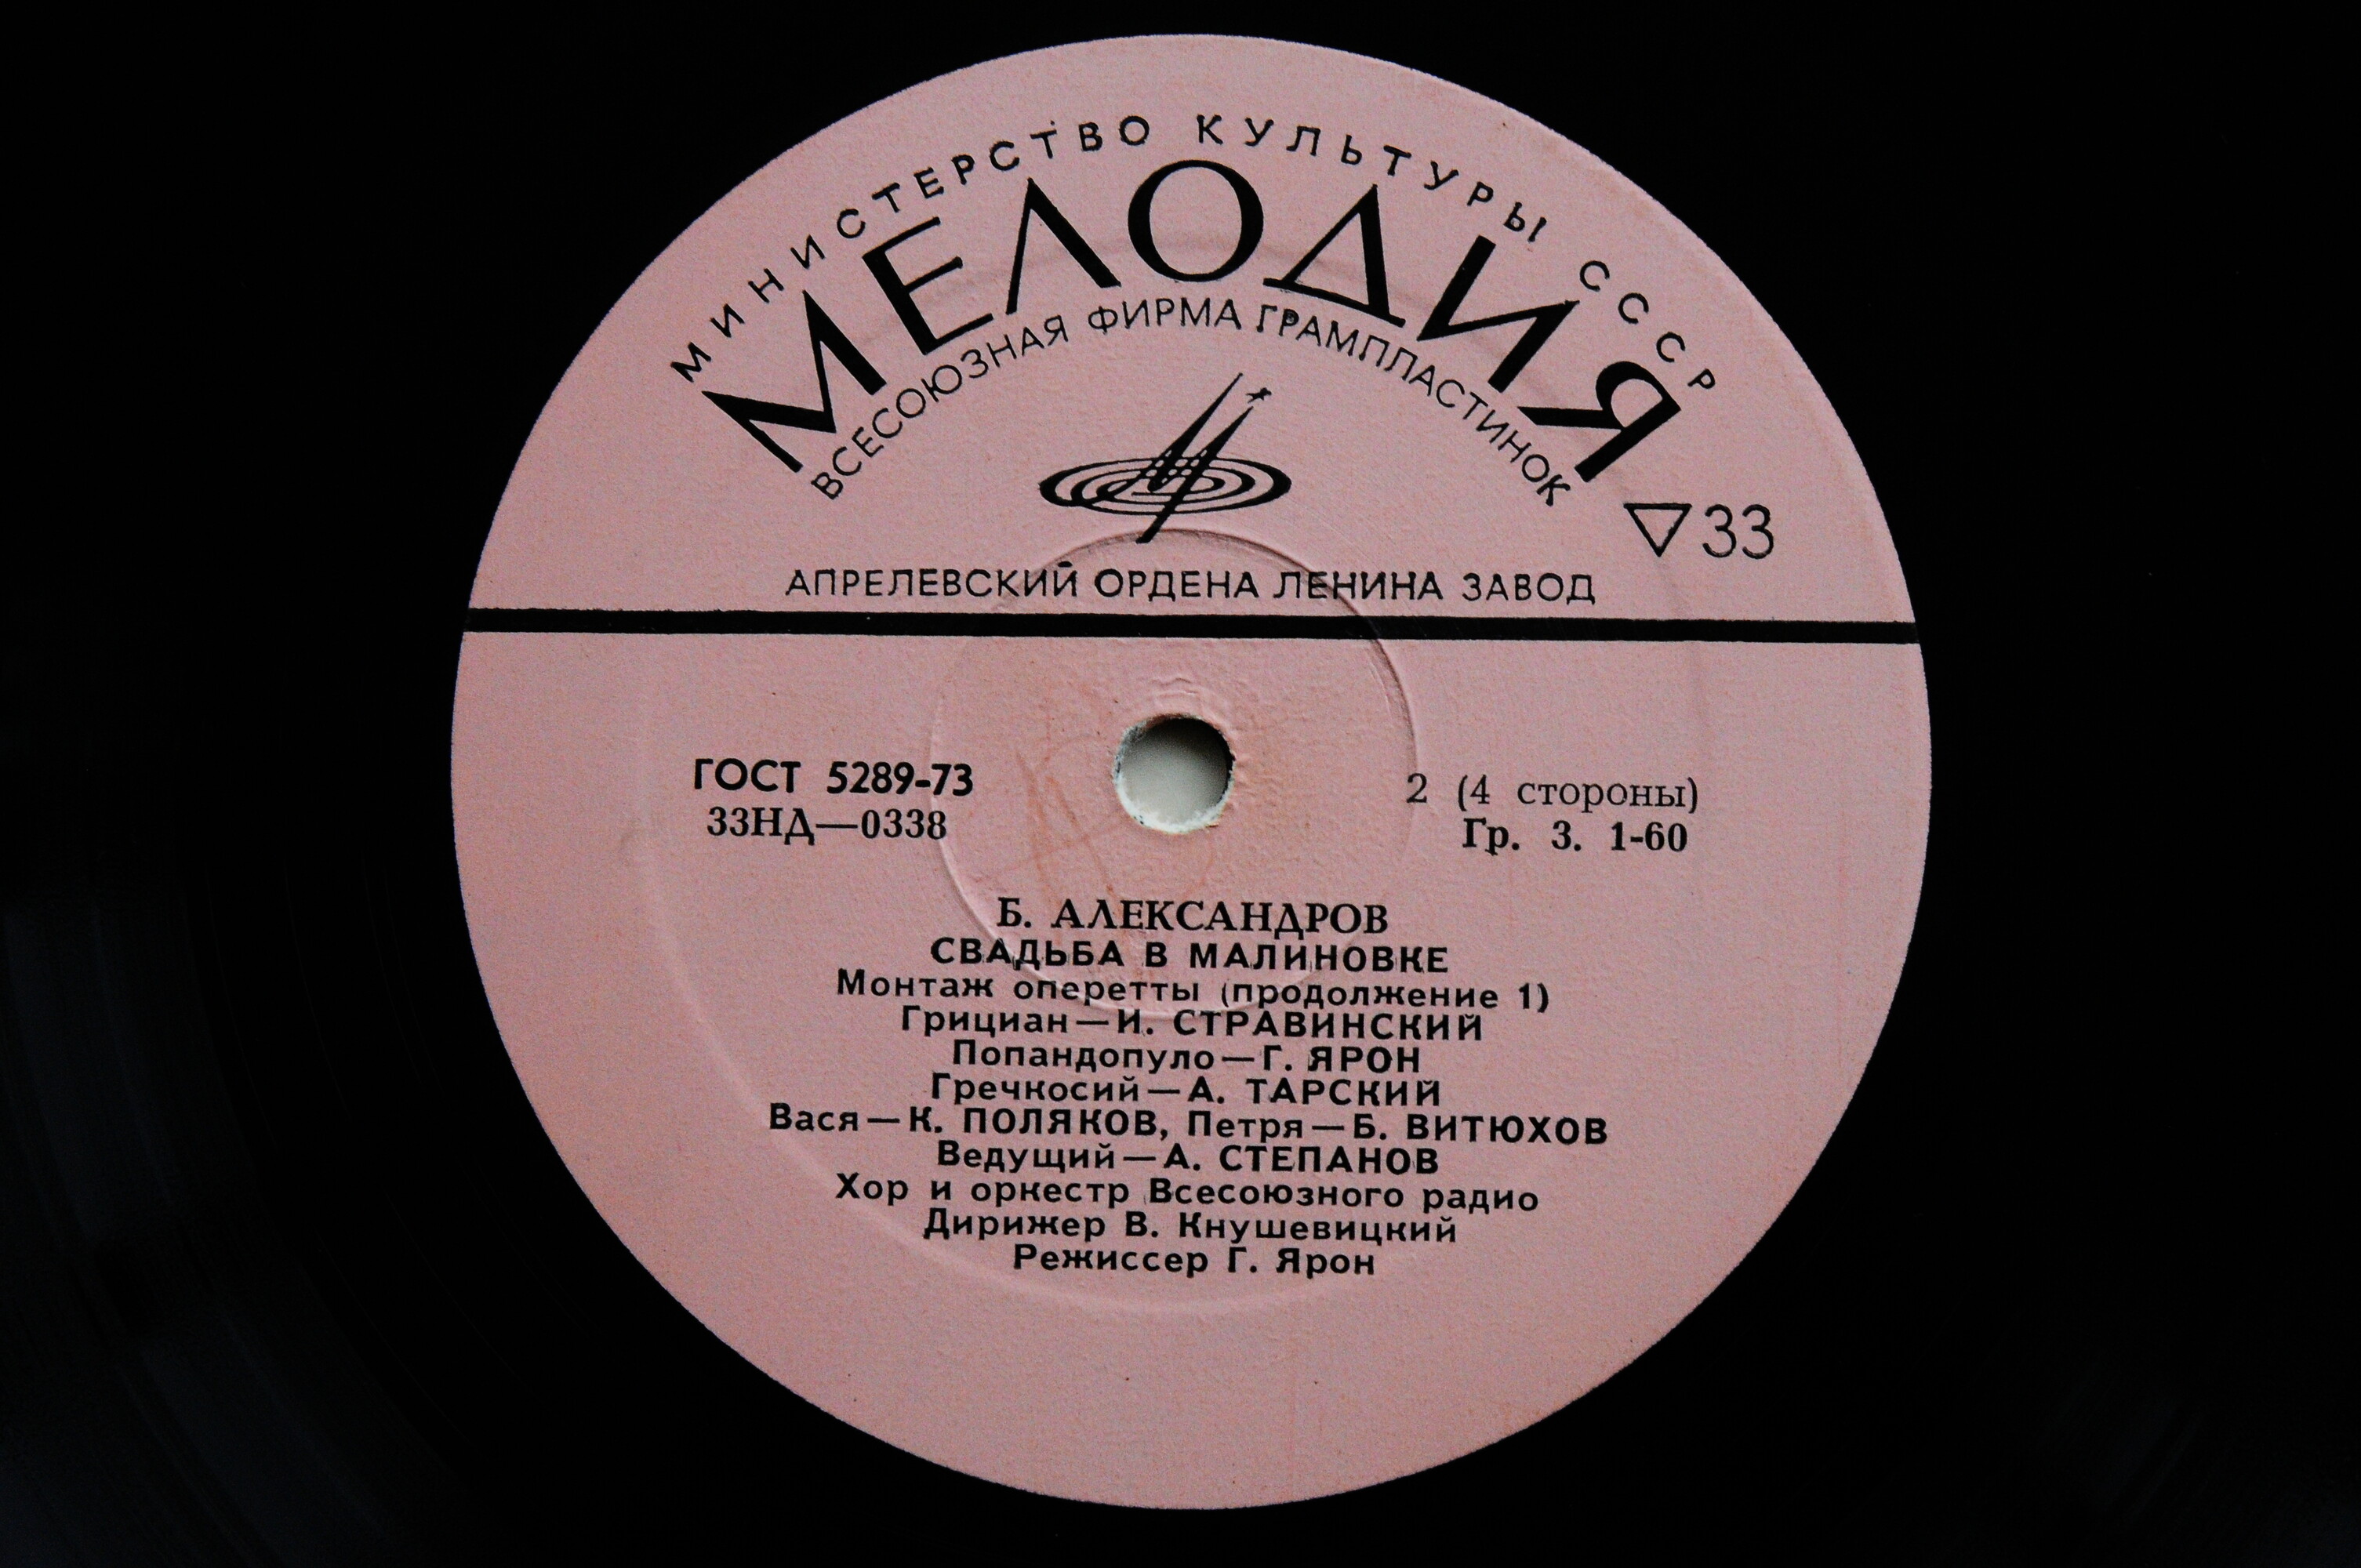 МИНИСТЕРСТВО КУЛЬТУРЫ СССР
МЕЛОДИЯ
ВСЕСОЮЗНАЯ ФИРМА ГРАМПЛАСТИНОК
33
АПРЕЛЕВСКИЙ ОРДЕНА ЛЕНИНА ЗАВОД
ГОСТ 5289-73
33НД—0338
2 (4 стороны)
Гр. 3. 1-60
Б. АЛЕКСАНДРОВ
СВАДЬБА В МАЛИНОВКЕ
Монтаж оперетты (продолжение 1)
Грициан—И. СТРАВИНСКИЙ
Попандопуло—Г. ЯРОН
Гречкосий—А. ТАРСКИЙ
Вася—К. ПОЛЯКОВ, Петря—Б. ВИТЮХОВ
Ведущий—А. СТЕПАНОВ
Хор и оркестр Всесоюзного радио
Дирижер В. Кнушевицкий
Режиссер Г. Ярон